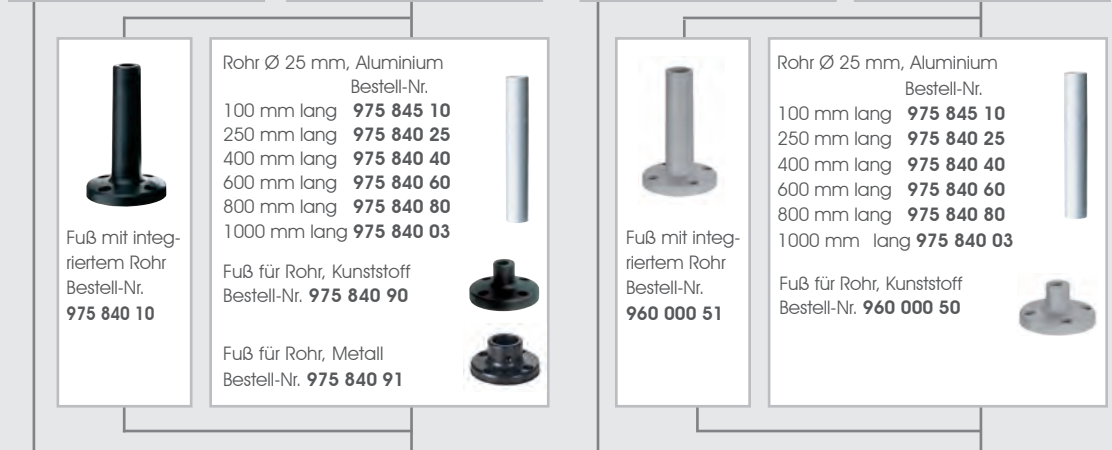 Fuß mit integ-
riertem Rohr
Bestell-Nr.
975 840 10
Rohr Ø 25 mm, Aluminium
Bestell-Nr.
100 mm lang 975 845 10
250 mm lang 975 840 25
400 mm lang 975 840 40
600 mm lang 975 840 60
800 mm lang 975 840 80
1000 mm lang 975 840 03
Fuß für Rohr, Kunststoff
Bestell-Nr. 975 840 90
Fuß für Rohr, Metall
Bestell-Nr. 975 840 91
Fuß mit integ-
riertem Rohr
Bestell-Nr.
960 000 51
Rohr Ø 25 mm, Aluminium
Bestell-Nr.
100 mm lang 975 845 10
250 mm lang 975 840 25
400 mm lang 975 840 40
600 mm lang 975 840 60
800 mm lang 975 840 80
1000 mm lang 975 840 03
Fuß für Rohr, Kunststoff
Bestell-Nr. 960 000 50